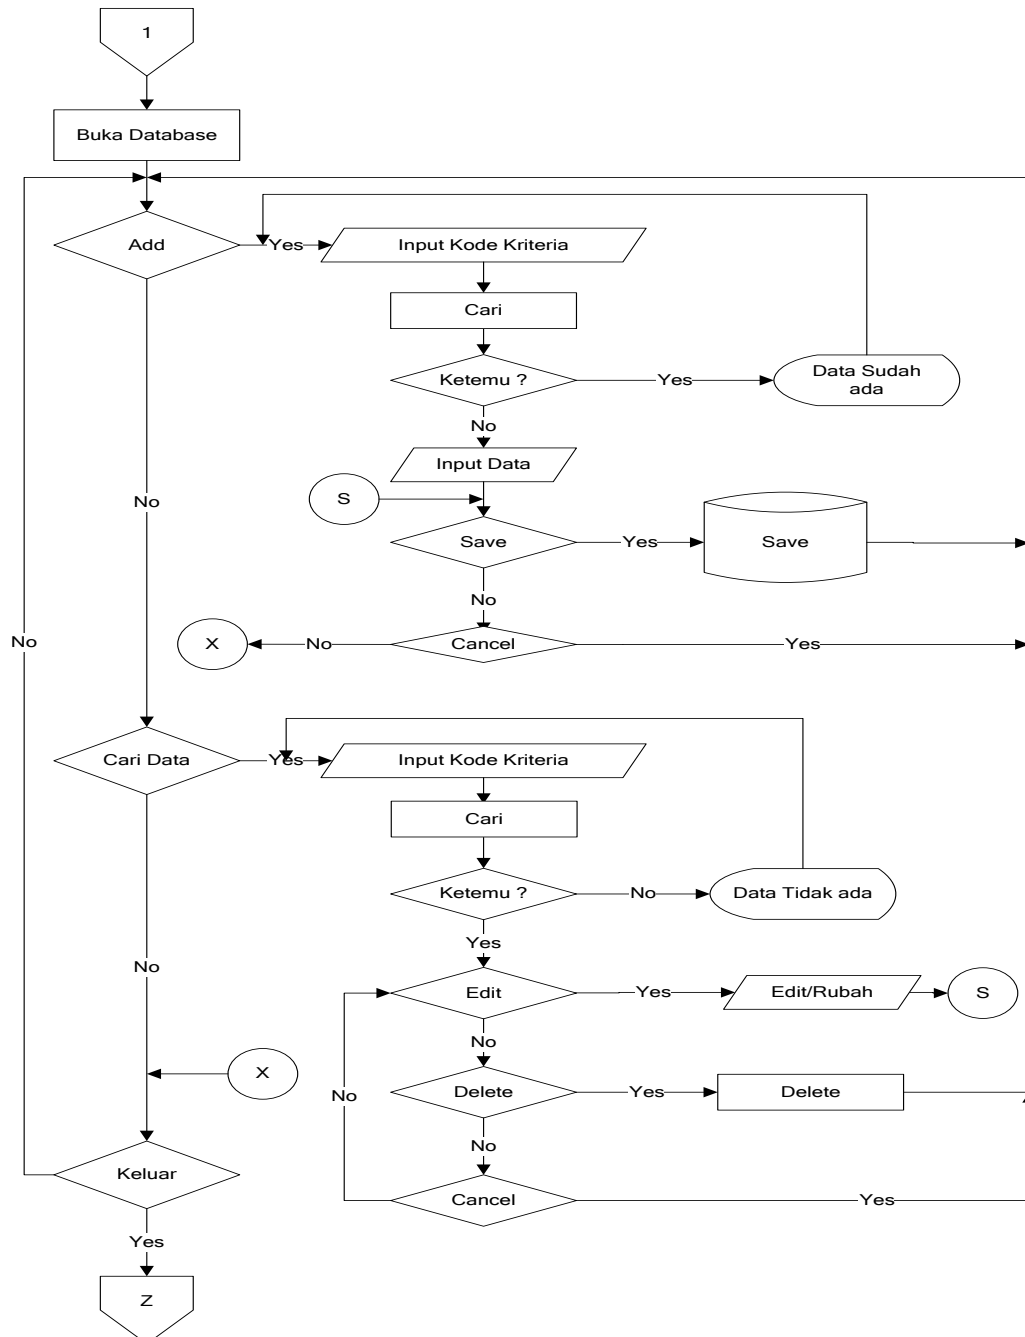 1
Buka Database
Add
Yes
Input Kode Kriteria
Cari
Ketemu ?
Yes
Data Sudah
ada
No
Input Data
S
No
Save
Yes
Save
No
No
X
No
Cancel
Yes
Cari Data
Yes
Input Kode Kriteria
Cari
Ketemu ?
No
Data Tidak ada
Yes
No
Edit
Yes
Edit/Rubah
S
No
X
No
Delete
Yes
Delete
No
Keluar
Cancel
Yes
Yes
Z